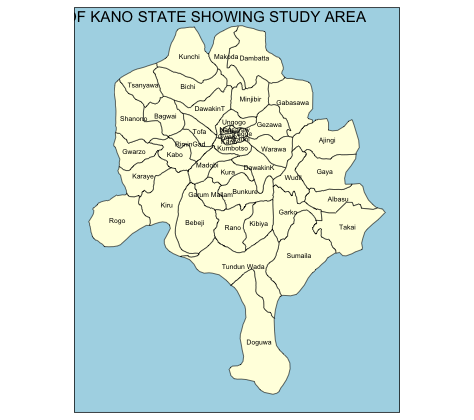 OF KANO STATE SHOWING STUDY AREA
Kunchi
Makoda
Dambatta
Tsanyawa
Bichi
Minjibir
Gabasawa
DawakinT
Shanono
Bagwai
Ungogo
Gezawa
Tofa
Ajingi
RiminGad
Kumbotso
Warawa
Gwarzo
Kabo
Madobi
Kura
DawakinK
Gaya
Karaye
Wudil
Garum Mallam
Bunkure
Albasu
Kiru
Garko
Rogo
Bebeji
Rano
Kibiya
Takai
Sumaila
Tundun Wada
Doguwa